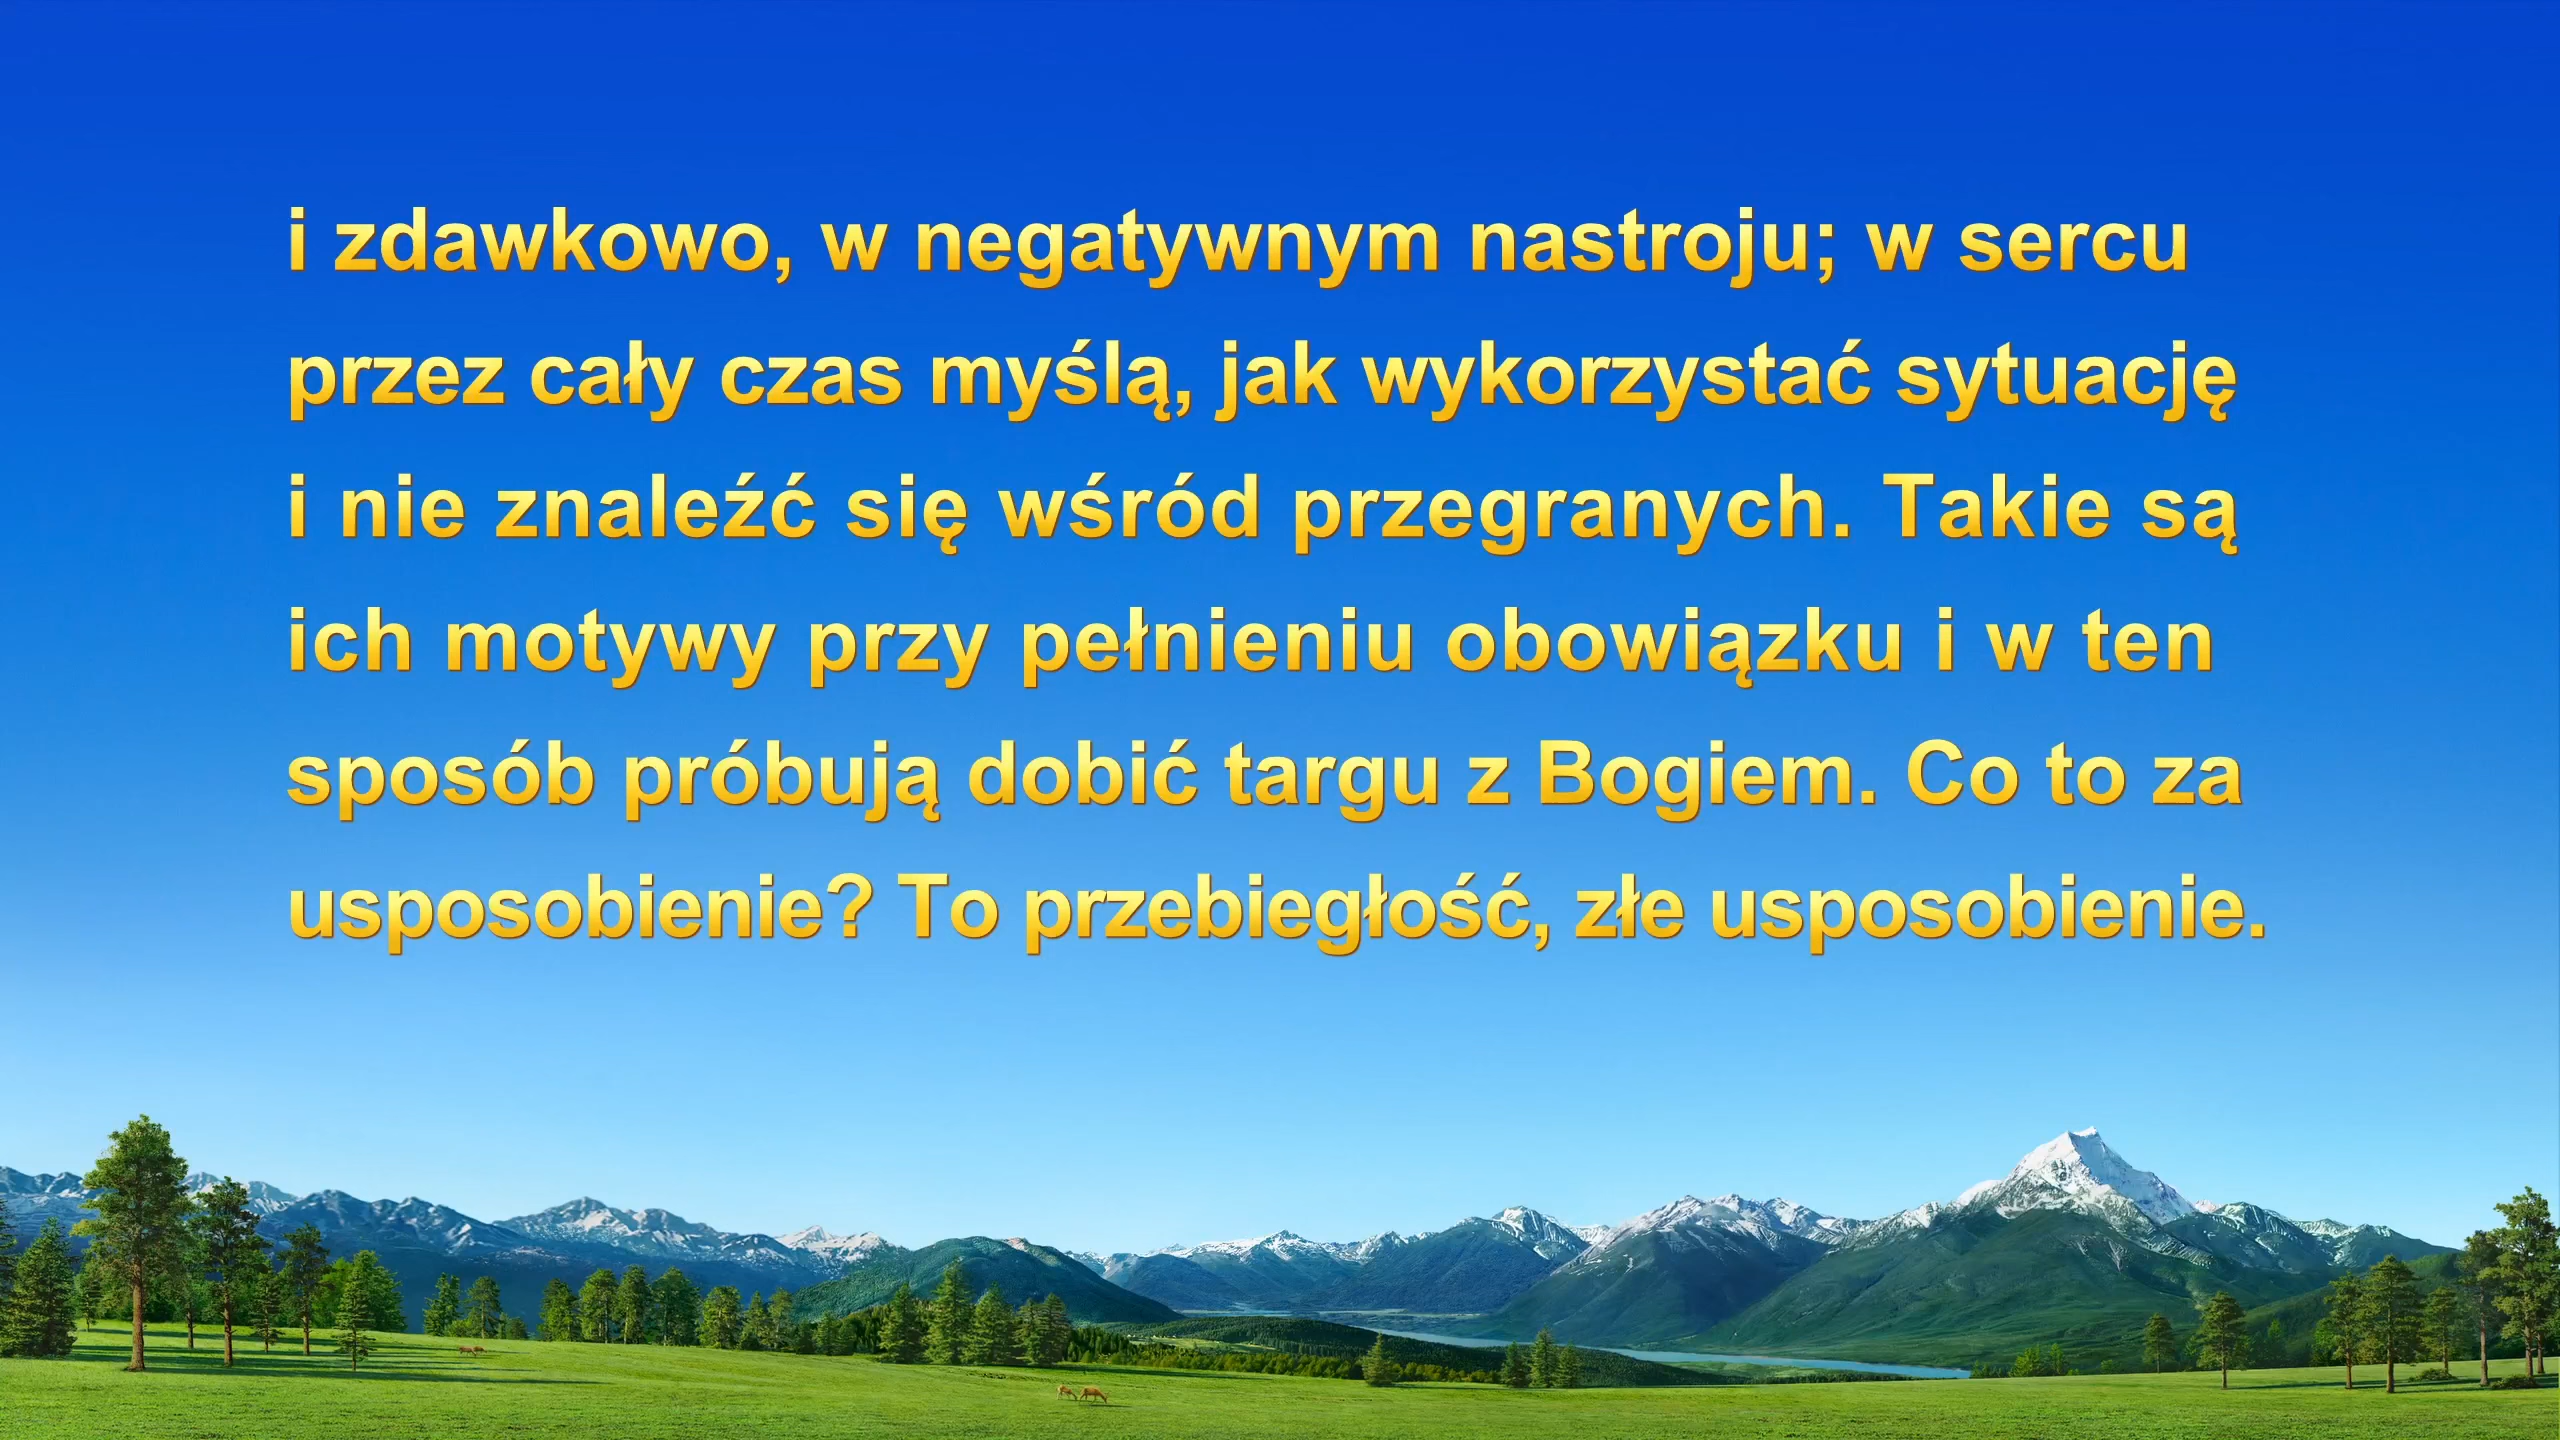 i zdawkowo, w negatywnym nastroju; w sercu
przez cały czas myślą, jak wykorzystać sytuację
i nie znaleźć się wśród przegranych. Takie są
ich motywy przy pełnieniu obowiązku i w ten
sposób próbują dobić targu z Bogiem. Co to za
usposobienie? To przebiegłość, złe usposobienie.